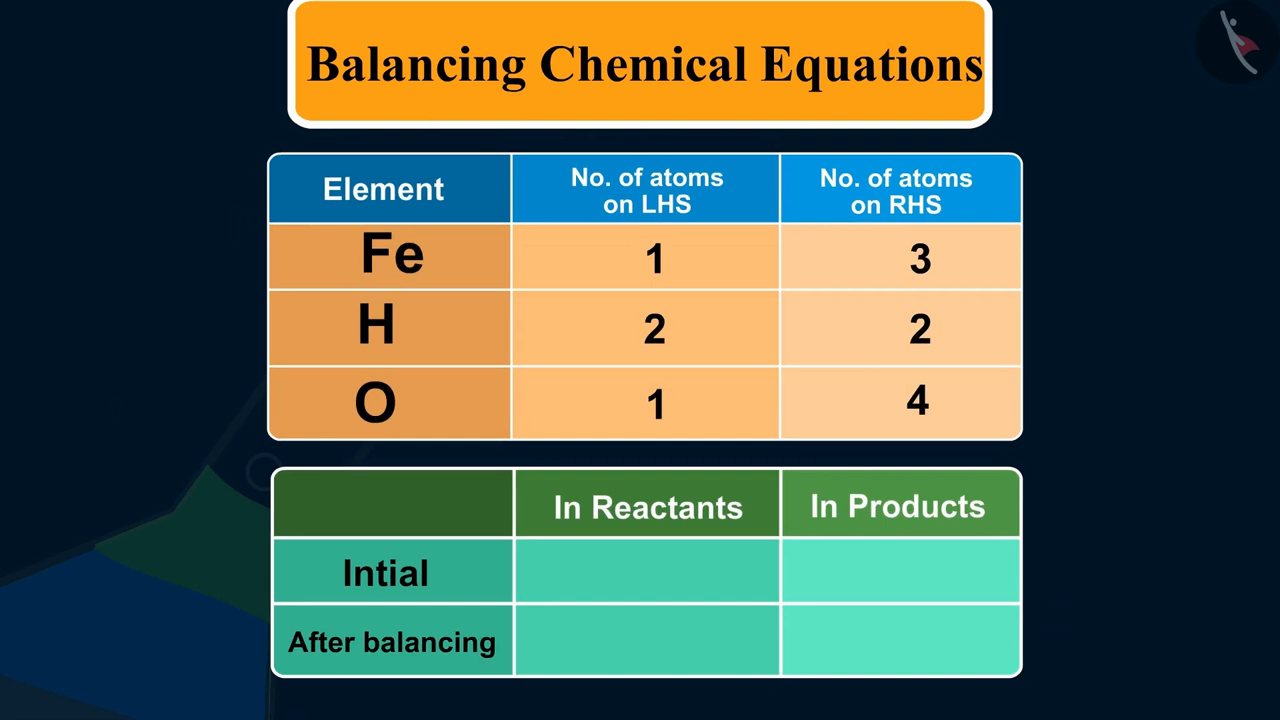 Balancing Chemical Equations
Element No. of atoms on LHS No. of atoms on RHS
Fe 1 3
H 2 2
O 1 4
In Reactants In Products
Intial
After balancing